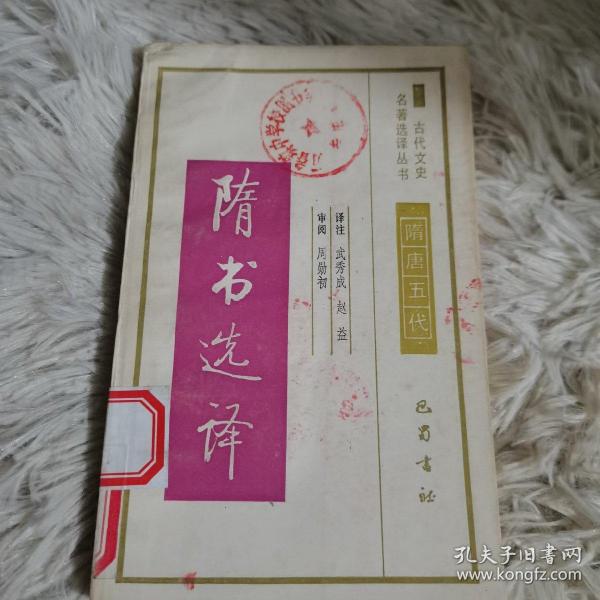 古代文史
名著选译丛书
隋唐五代
译注 武秀成 赵益
审阅 周勋初
隋书选译
巴蜀书社
孔夫子旧书网
www.kongfz.com